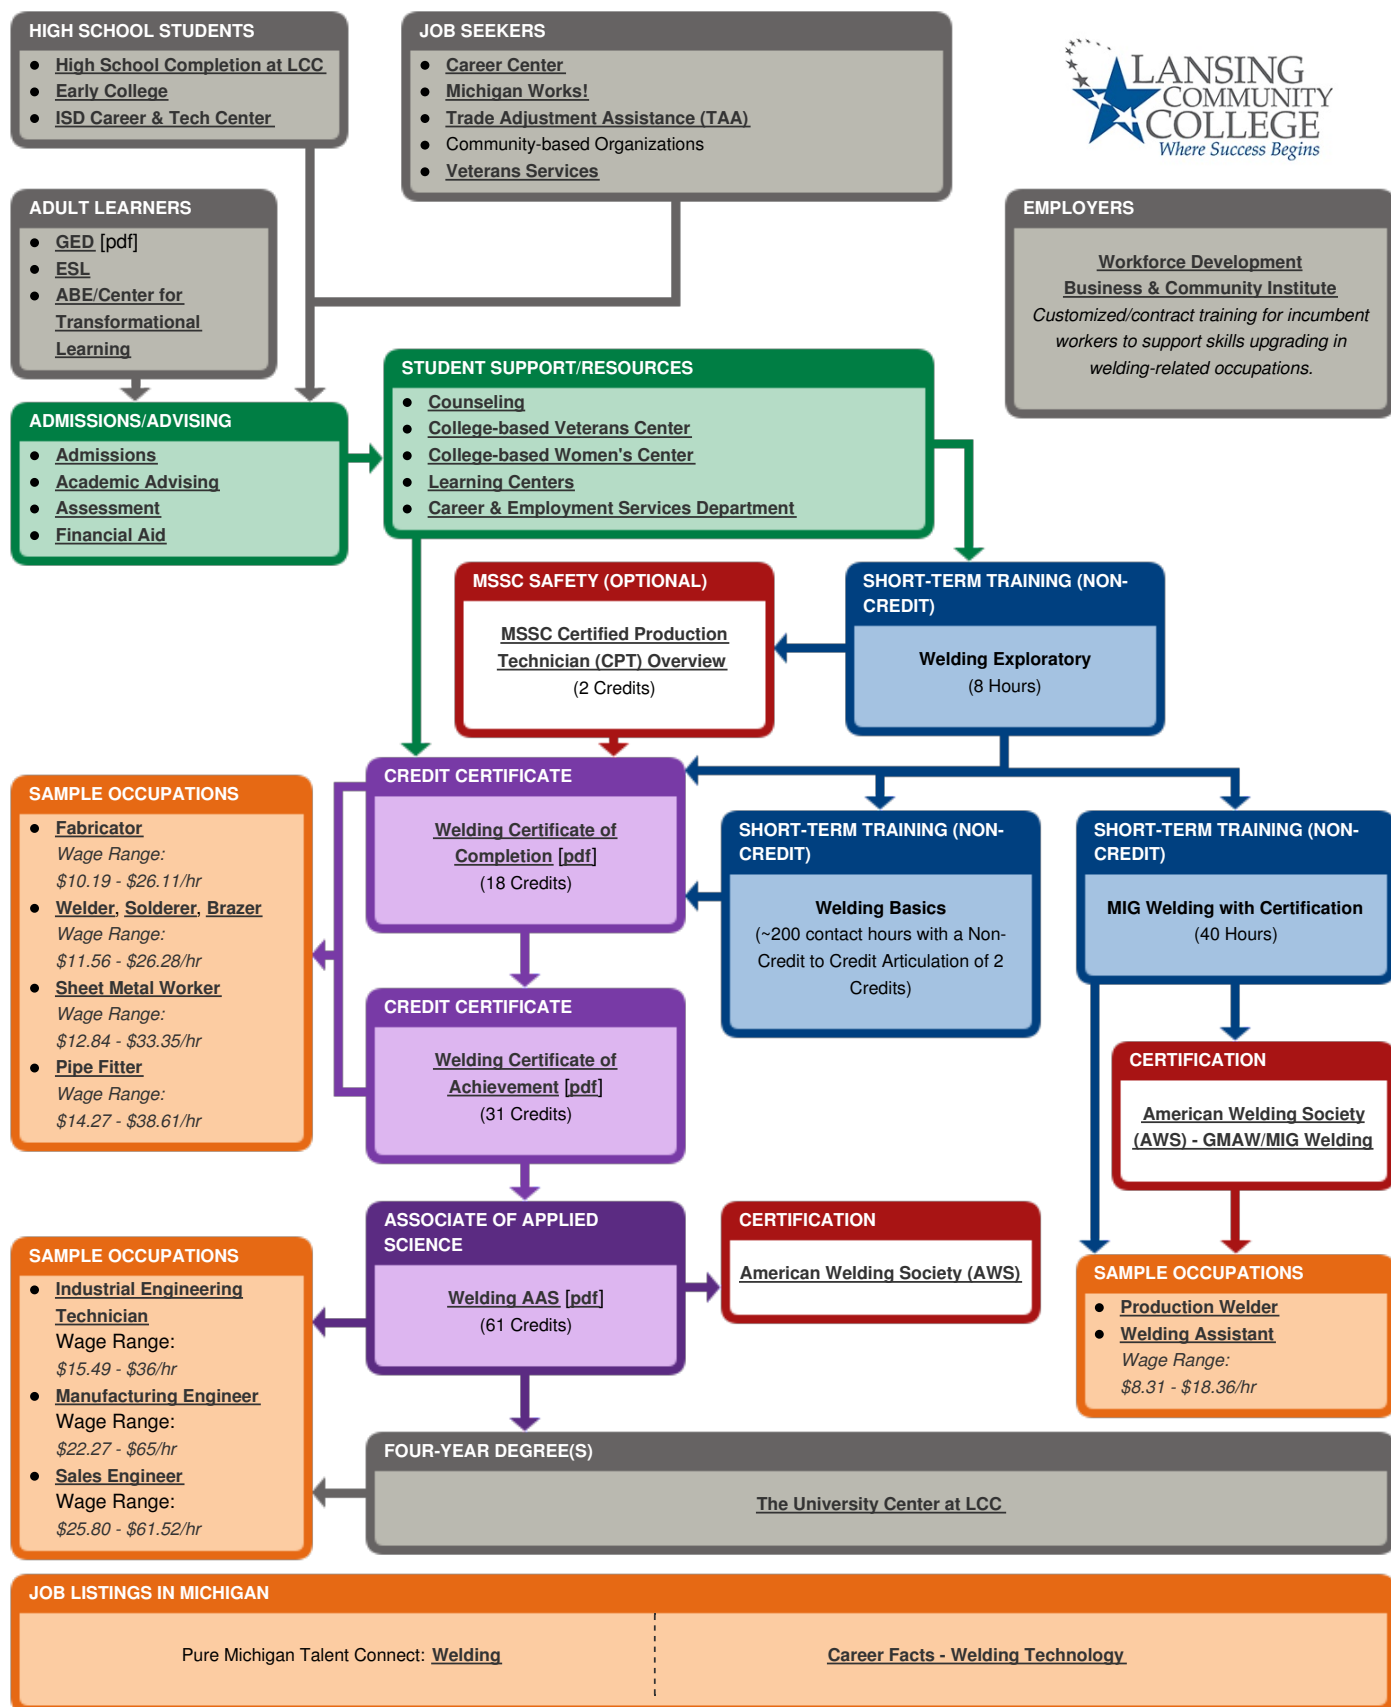 HIGH SCHOOL STUDENTS
● High School Completion at LCC
● Early College
● ISD Career & Tech Center
JOB SEEKERS
● Career Center
● Michigan Works!
● Trade Adjustment Assistance (TAA)
● Community-based Organizations
● Veterans Services
LANSING
COMMUNITY
COLLEGE
Where Success Begins
ADULT LEARNERS
● GED [pdf]
● ESL
● ABE/Center for
Transformational
Learning
EMPLOYERS
Workforce Development
Business & Community Institute
Customized/contract training for incumbent
workers to support skills upgrading in
welding-related occupations.
ADMISSIONS/ADVISING
● Admissions
● Academic Advising
● Assessment
● Financial Aid
STUDENT SUPPORT/RESOURCES
● Counseling
● College-based Veterans Center
● College-based Women's Center
● Learning Centers
● Career & Employment Services Department
MSSC SAFETY (OPTIONAL)
MSSC Certified Production
Technician (CPT) Overview
(2 Credits)
SHORT-TERM TRAINING (NON-
CREDIT)
Welding Exploratory
(8 Hours)
SAMPLE OCCUPATIONS
● Fabricator
Wage Range:
$10.19 - $26.11/hr
● Welder, Solderer, Brazer
Wage Range:
$11.56 - $26.28/hr
● Sheet Metal Worker
Wage Range:
$12.84 - $33.35/hr
● Pipe Fitter
Wage Range:
$14.27 - $38.61/hr
CREDIT CERTIFICATE
Welding Certificate of
Completion [pdf]
(18 Credits)
SHORT-TERM TRAINING (NON-
CREDIT)
Welding Basics
(~200 contact hours with a Non-
Credit to Credit Articulation of 2
Credits)
SHORT-TERM TRAINING (NON-
CREDIT)
MIG Welding with Certification
(40 Hours)
CREDIT CERTIFICATE
Welding Certificate of
Achievement [pdf]
(31 Credits)
CERTIFICATION
American Welding Society
(AWS) - GMAW/MIG Welding
ASSOCIATE OF APPLIED
SCIENCE
Welding AAS [pdf]
(61 Credits)
CERTIFICATION
American Welding Society (AWS)
SAMPLE OCCUPATIONS
● Industrial Engineering
Technician
Wage Range:
$15.49 - $36/hr
● Manufacturing Engineer
Wage Range:
$22.27 - $65/hr
● Sales Engineer
Wage Range:
$25.80 - $61.52/hr
SAMPLE OCCUPATIONS
● Production Welder
● Welding Assistant
Wage Range:
$8.31 - $18.36/hr
FOUR-YEAR DEGREE(S)
The University Center at LCC
JOB LISTINGS IN MICHIGAN
Pure Michigan Talent Connect: Welding
Career Facts - Welding Technology